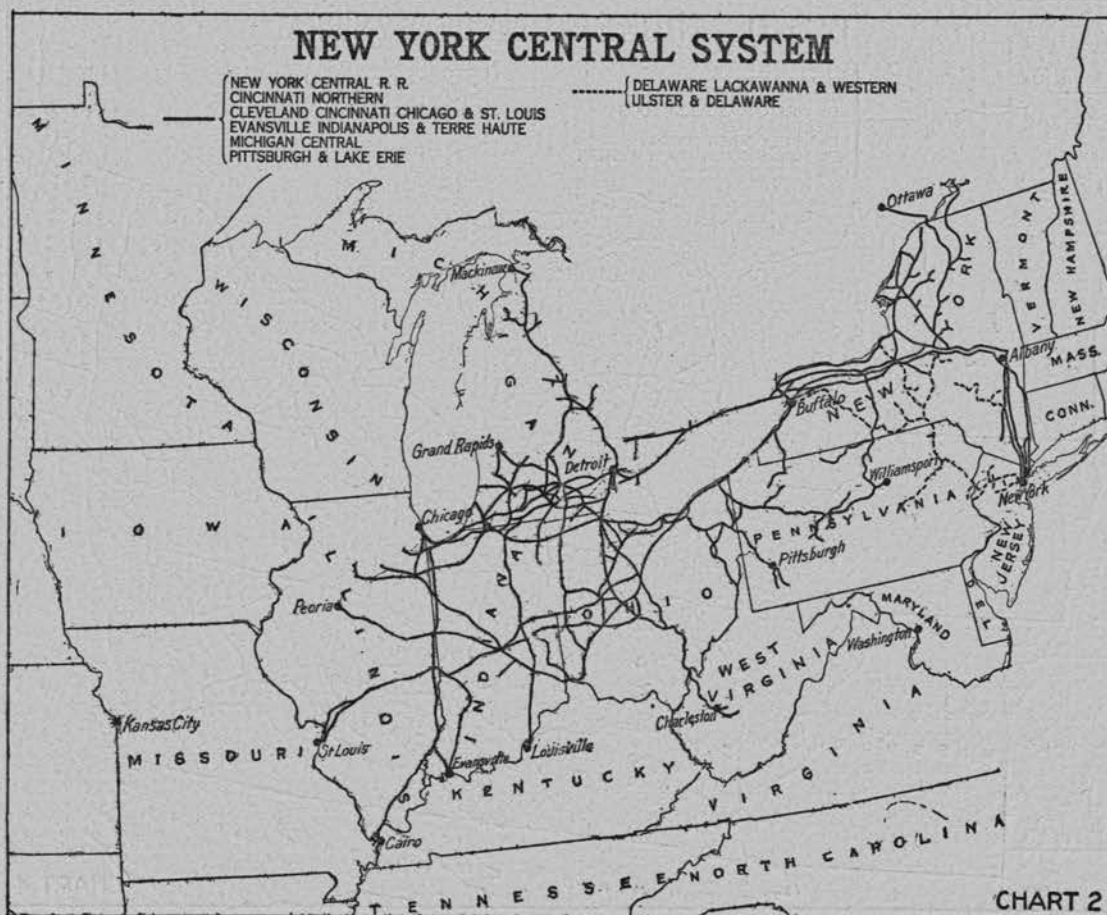 NEW YORK CENTRAL SYSTEM
NEW YORK CENTRAL R. R.
CINCINNATI NORTHERN
CLEVELAND CINCINNATI CHICAGO & ST. LOUIS
EVANSVILLE INDIANAPOLIS & TERRE HAUTE
MICHIGAN CENTRAL
PITTSBURGH & LAKE ERIE
DELAWARE LACKAWANNA & WESTERN
ULSTER & DELAWARE
MINNESOTA
WISCONSIN
MICHIGAN
Mackinaw
Ottawa
NEW YORK
VERMONT
NEW HAMPSHIRE
Albany
MASS.
CONN.
Buffalo
Grand Rapids
Detroit
Williamsport
New York
IOWA
Chicago
PENNSYLVANIA
Pittsburgh
NEW JERSEY
ILLINOIS
Peoria
INDIANA
OHIO
MARYLAND
DEL.
Washington
WEST VIRGINIA
Charleston
VIRGINIA
Kansas City
MISSOURI
St Louis
Evansville
Louisville
KENTUCKY
Cairo
TENNESSEE
NORTH CAROLINA
CHART 2